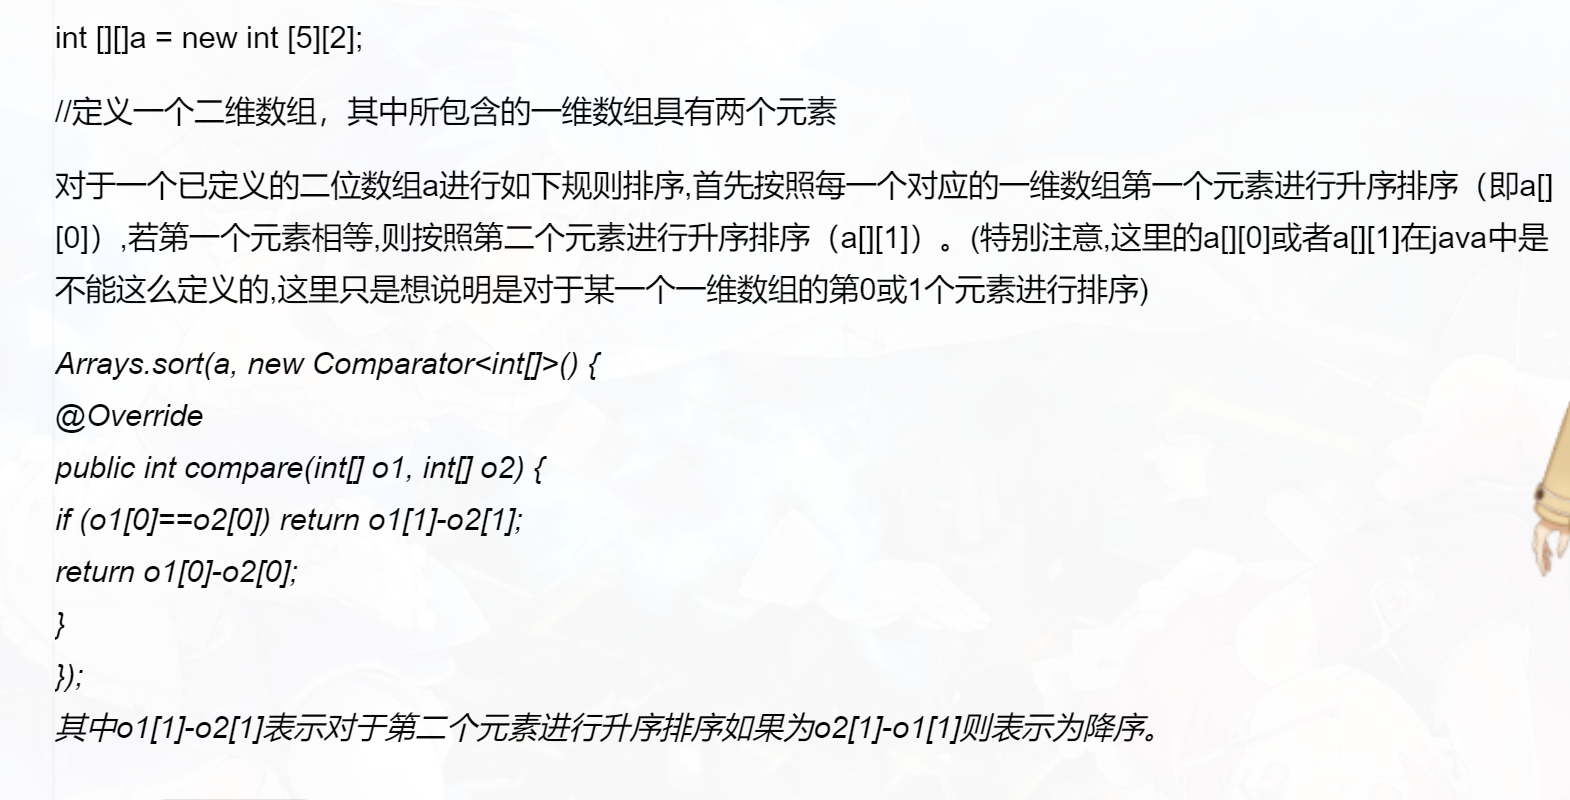 int [][]a = new int [5][2];
//定义一个二维数组，其中所包含的一维数组具有两个元素
对于一个已定义的二位数组a进行如下规则排序,首先按照每一个对应的一维数组第一个元素进行升序排序（即a[]
[0]）,若第一个元素相等,则按照第二个元素进行升序排序（a[][1]）。(特别注意,这里的a[][0]或者a[][1]在java中是
不能这么定义的,这里只是想说明是对于某一个一维数组的第0或1个元素进行排序)
Arrays.sort(a, new Comparator<int[]>() {
@Override
public int compare(int[] o1, int[] o2) {
if (o1[0]==o2[0]) return o1[1]-o2[1];
return o1[0]-o2[0];
}
});
其中o1[1]-o2[1]表示对于第二个元素进行升序排序如果为o2[1]-o1[1]则表示为降序。